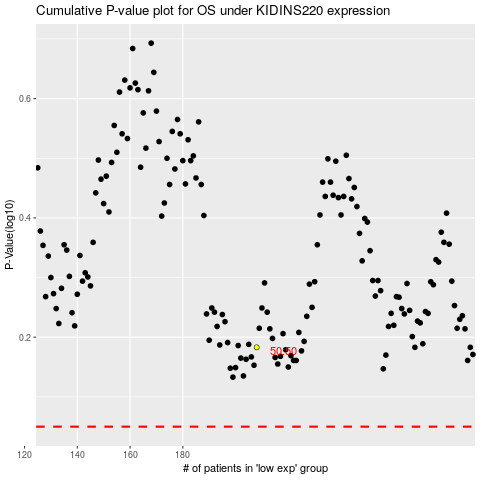 Cumulative P-value plot for OS under KIDINS220 expression
P-Value(log10)
0.6
0.4
0.2
50-50
120 140 160 180
# of patients in 'low exp' group